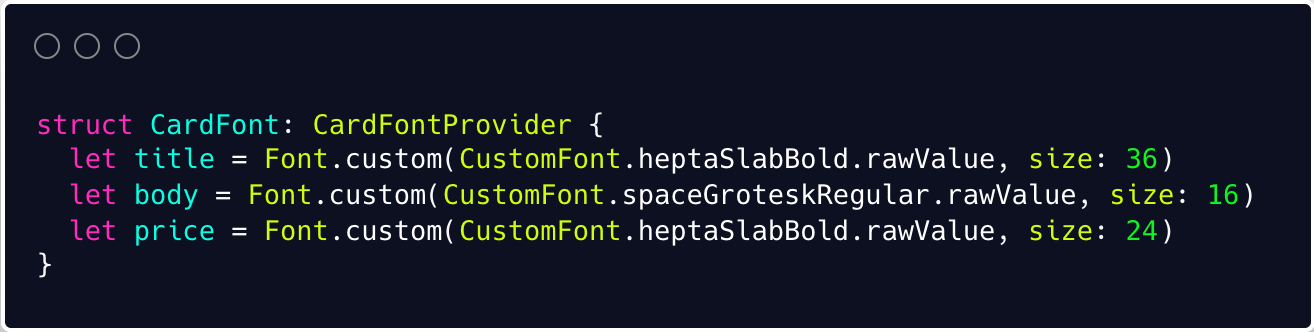 struct CardFont: CardFontProvider {
  let title = Font.custom(CustomFont.heptaSlabBold.rawValue, size: 36)
  let body = Font.custom(CustomFont.spaceGroteskRegular.rawValue, size: 16)
  let price = Font.custom(CustomFont.heptaSlabBold.rawValue, size: 24)
}